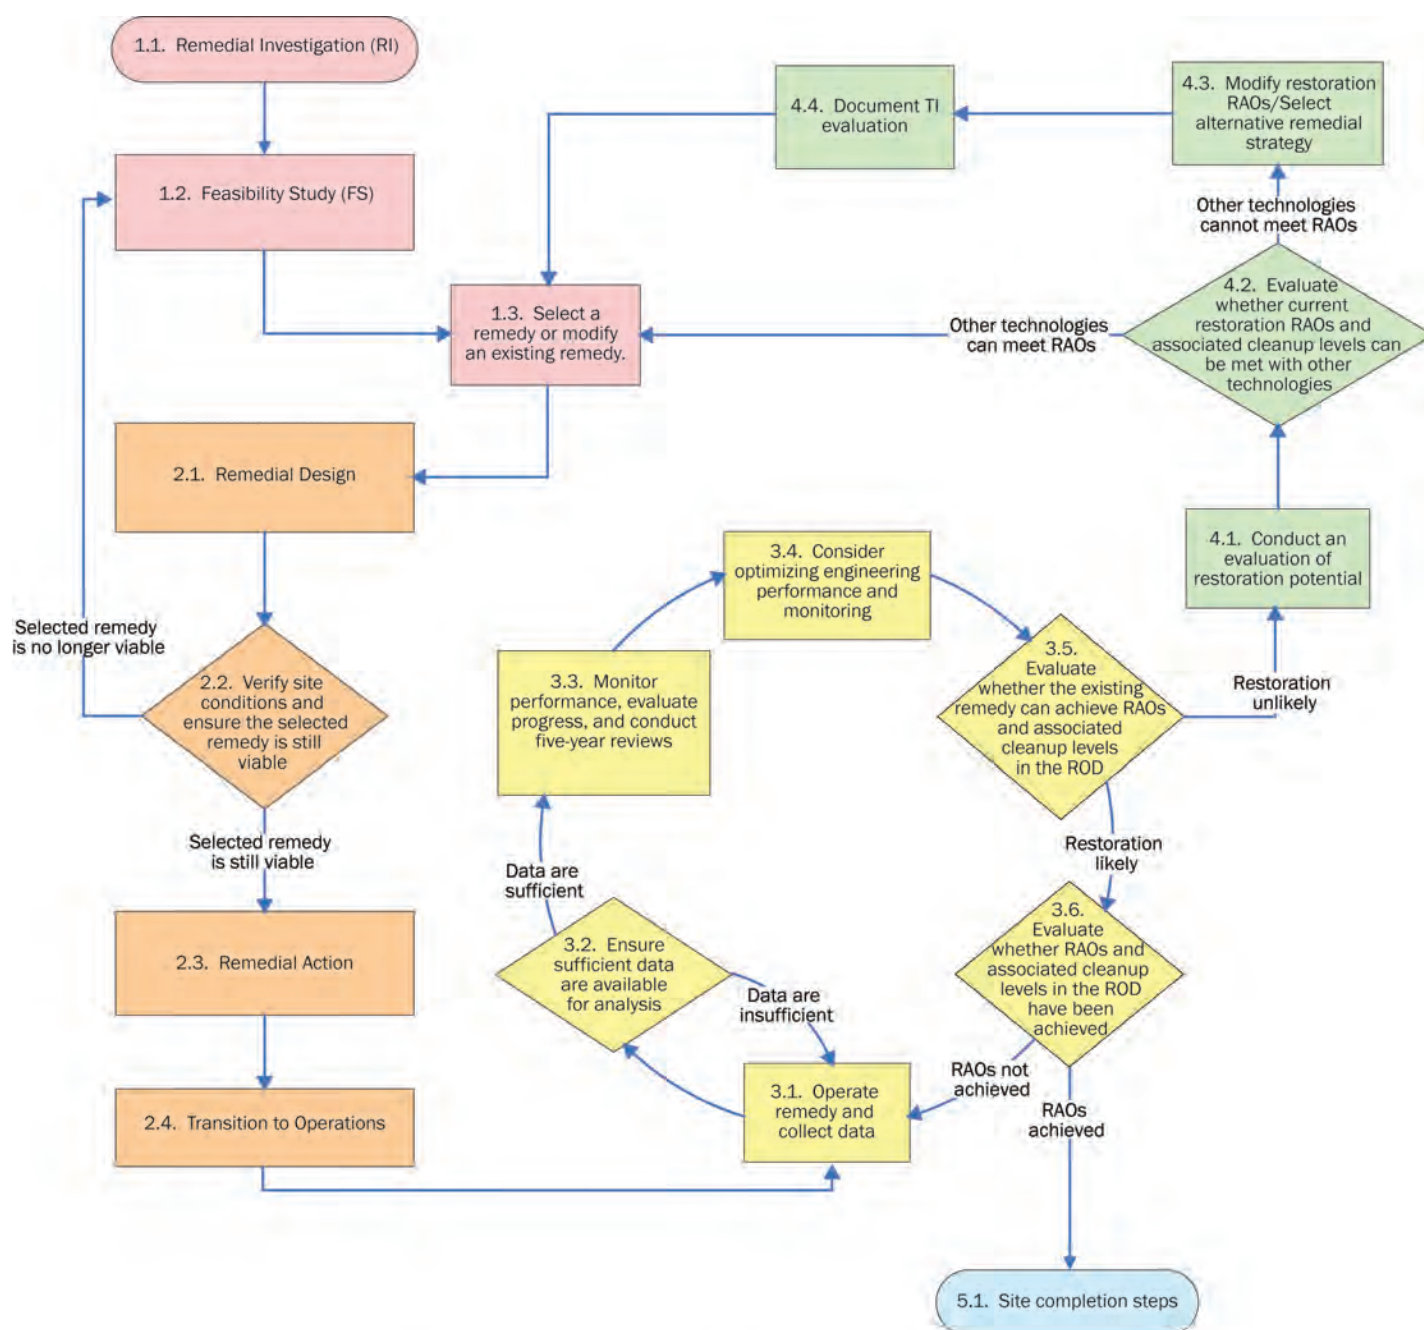 1.1. Remedial Investigation (RI)
1.2. Feasibility Study (FS)
1.3. Select a
remedy or modify
an existing remedy.
2.1. Remedial Design
Selected remedy
is no longer viable
2.2. Verify site
conditions and
ensure the selected
remedy is still
viable
Selected remedy
is still viable
2.3. Remedial Action
2.4. Transition to Operations
3.1. Operate
remedy and
collect data
3.2. Ensure
sufficient data
are available
for analysis
Data are
insufficient
Data are
sufficient
3.3. Monitor
performance, evaluate
progress, and conduct
five-year reviews
3.4. Consider
optimizing engineering
performance and
monitoring
3.5.
Evaluate
whether the existing
remedy can achieve RAOs
and associated
cleanup levels
in the ROD
Restoration
unlikely
Restoration
likely
3.6.
Evaluate
whether RAOs and
associated cleanup
levels in the ROD
have been
achieved
RAOs not
achieved
RAOs
achieved
4.1. Conduct an
evaluation of
restoration potential
4.2. Evaluate
whether current
restoration RAOs and
associated cleanup levels can
be met with other
technologies
Other technologies
can meet RAOs
Other technologies
cannot meet RAOs
4.3. Modify restoration
RAOs/Select
alternative remedial
strategy
4.4. Document TI
evaluation
5.1. Site completion steps